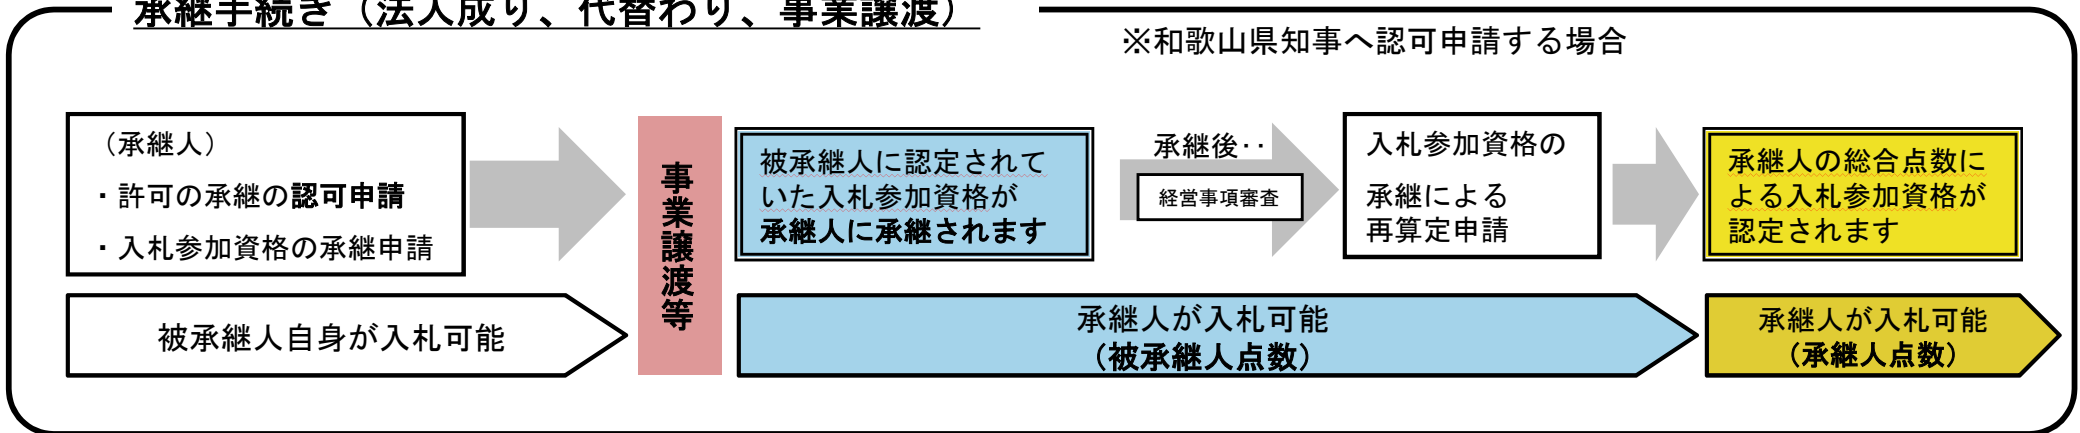 承継手続き（法人成り、代替わり、事業譲渡）
※和歌山県知事へ認可申請する場合
（承継人）
・許可の承継の認可申請
・入札参加資格の承継申請
事業譲渡等
被承継人に認定されて
いた入札参加資格が
承継人に承継されます
承継後‥
経営事項審査
入札参加資格の
承継による
再算定申請
承継人の総合点数に
よる入札参加資格が
認定されます
被承継人自身が入札可能
承継人が入札可能
（被承継人点数）
承継人が入札可能
（承継人点数）